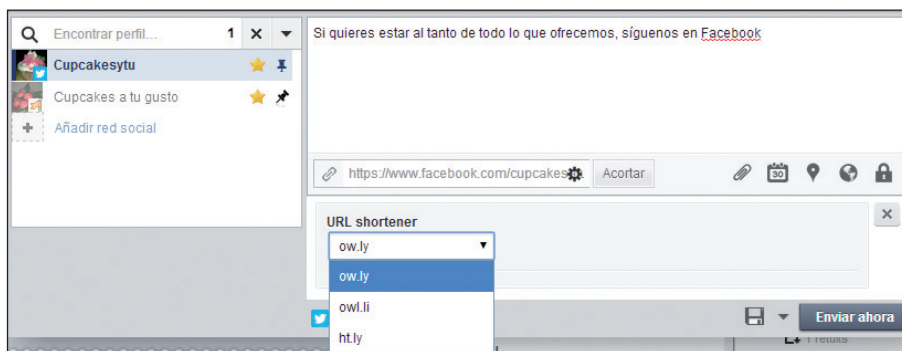 Encontrar perfil... 1
Cupcakesytu
Cupcakes a tu gusto
Añadir red social
Si quieres estar al tanto de todo lo que ofrecemos, síguenos en Facebook
https://www.facebook.com/cupcakes
Acortar
30
URL shortener
ow.ly
ow.ly
owl.li
ht.ly
Enviar ahora